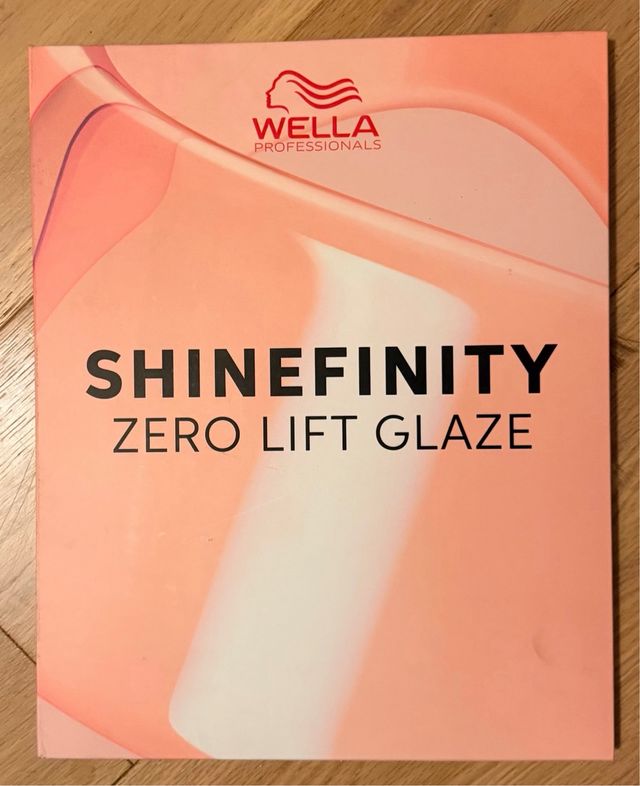 WELLA
PROFESSIONALS
SHINEFINITY
ZERO LIFT GLAZE